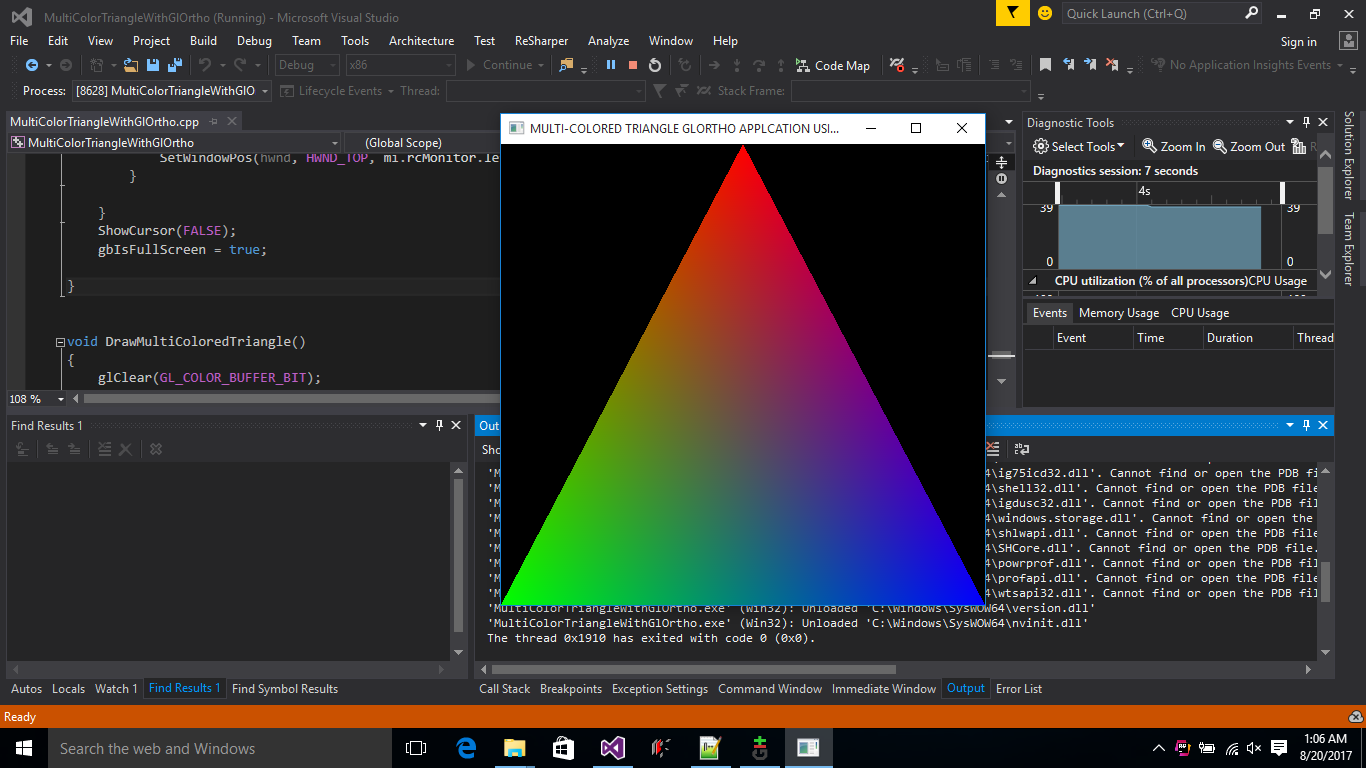 MultiColorTriangleWithGlOrtho (Running) - Microsoft Visual Studio
Quick Launch (Ctrl+Q)
File Edit View Project Build Debug Team Tools Architecture Test ReSharper Analyze Window Help
Sign in
Debug x86 Continue Code Map No Application Insights Events
Process: [8628] MultiColorTriangleWithGlO Lifecycle Events Thread: Stack Frame:
MultiColorTriangleWithGlOrtho.cpp
MultiColorTriangleWithGlOrtho (Global Scope)
SetWindowPos(hwnd, HWND_TOP, mi.rcMonitor.le
}
}
ShowCursor(FALSE);
gbIsFullScreen = true;
}
void DrawMultiColoredTriangle()
{
glClear(GL_COLOR_BUFFER_BIT);
108 %
MULTI-COLORED TRIANGLE GLORTHO APPLCATION USI...
Diagnostic Tools
Select Tools Zoom In Zoom Out R
Diagnostics session: 7 seconds
4s
39 39
0 0
CPU utilization (% of all processors)CPU Usage
Events Memory Usage CPU Usage
Event Time Duration Thread
Solution Explorer
Team Explorer
Find Results 1
Out
Sho
'M 4\ig75icd32.dll'. Cannot find or open the PDB fi
'M 4\shell32.dll'. Cannot find or open the PDB file
'M 4\igdusc32.dll'. Cannot find or open the PDB fil
'M 4\windows.storage.dll'. Cannot find or open the
'M 4\shlwapi.dll'. Cannot find or open the PDB fil
'M 4\SHCore.dll'. Cannot find or open the PDB file.
'M 4\powrprof.dll'. Cannot find or open the PDB fil
'M 4\profapi.dll'. Cannot find or open the PDB fil
'M 4\wtsapi32.dll'. Cannot find or open the PDB fil
'MultiColorTriangleWithGlOrtho.exe' (Win32): Unloaded 'C:\Windows\SysWOW64\version.dll'
'MultiColorTriangleWithGlOrtho.exe' (Win32): Unloaded 'C:\Windows\SysWOW64\nvinit.dll'
The thread 0x1910 has exited with code 0 (0x0).
Autos Locals Watch 1 Find Results 1 Find Symbol Results
Call Stack Breakpoints Exception Settings Command Window Immediate Window Output Error List
Ready
Search the web and Windows
1:06 AM
8/20/2017